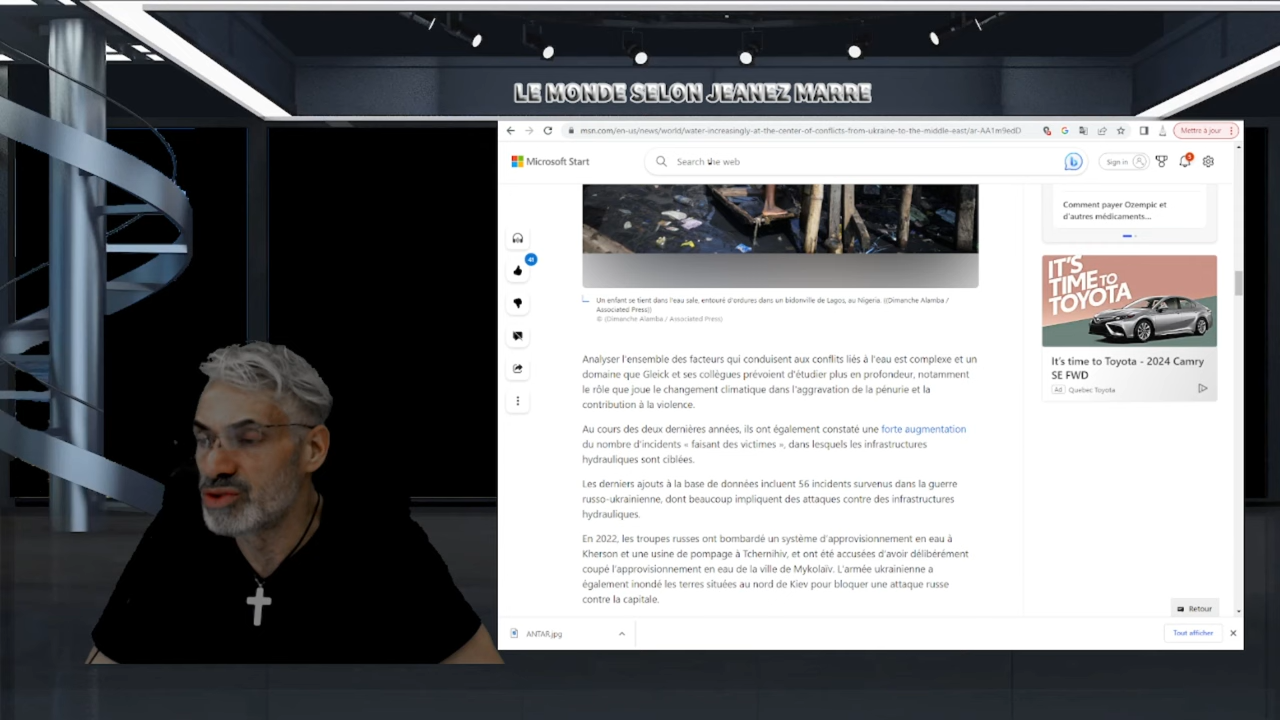 LE MONDE SELON JEANEZ MARRE
msn.com/en-us/news/world/water-increasingly-at-the-center-of-conflicts-from-ukraine-to-the-middle-east/ar-AA1m9edD
Mettre à jour
Microsoft Start
Search the web
Sign in
Comment payer Ozempic et
d'autres médicaments...
41
IT'S
TIME TO
TOYOTA
It's time to Toyota - 2024 Camry
SE FWD
Ad Quebec Toyota
Un enfant se tient dans l'eau sale, entouré d'ordures dans un bidonville de Lagos, au Nigeria. ((Dimanche Alamba /
Associated Press))
© (Dimanche Alamba / Associated Press)
Analyser l'ensemble des facteurs qui conduisent aux conflits liés à l'eau est complexe et un
domaine que Gleick et ses collègues prévoient d'étudier plus en profondeur, notamment
le rôle que joue le changement climatique dans l'aggravation de la pénurie et la
contribution à la violence.
Au cours des deux dernières années, ils ont également constaté une forte augmentation
du nombre d'incidents « faisant des victimes », dans lesquels les infrastructures
hydrauliques sont ciblées.
Les derniers ajouts à la base de données incluent 56 incidents survenus dans la guerre
russo-ukrainienne, dont beaucoup impliquent des attaques contre des infrastructures
hydrauliques.
En 2022, les troupes russes ont bombardé un système d'approvisionnement en eau à
Kherson et une usine de pompage à Tchernihiv, et ont été accusées d'avoir délibérément
coupé l'approvisionnement en eau de la ville de Mykolaïv. L'armée ukrainienne a
également inondé les terres situées au nord de Kiev pour bloquer une attaque russe
contre la capitale.
Retour
ANTAR.jpg
Tout afficher